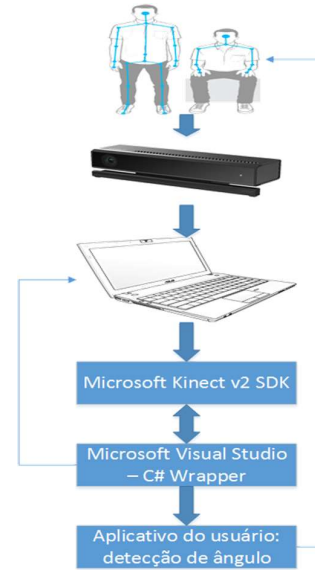 Microsoft Kinect v2 SDK
Microsoft Visual Studio
– C# Wrapper
Aplicativo do usuário:
detecção de ângulo